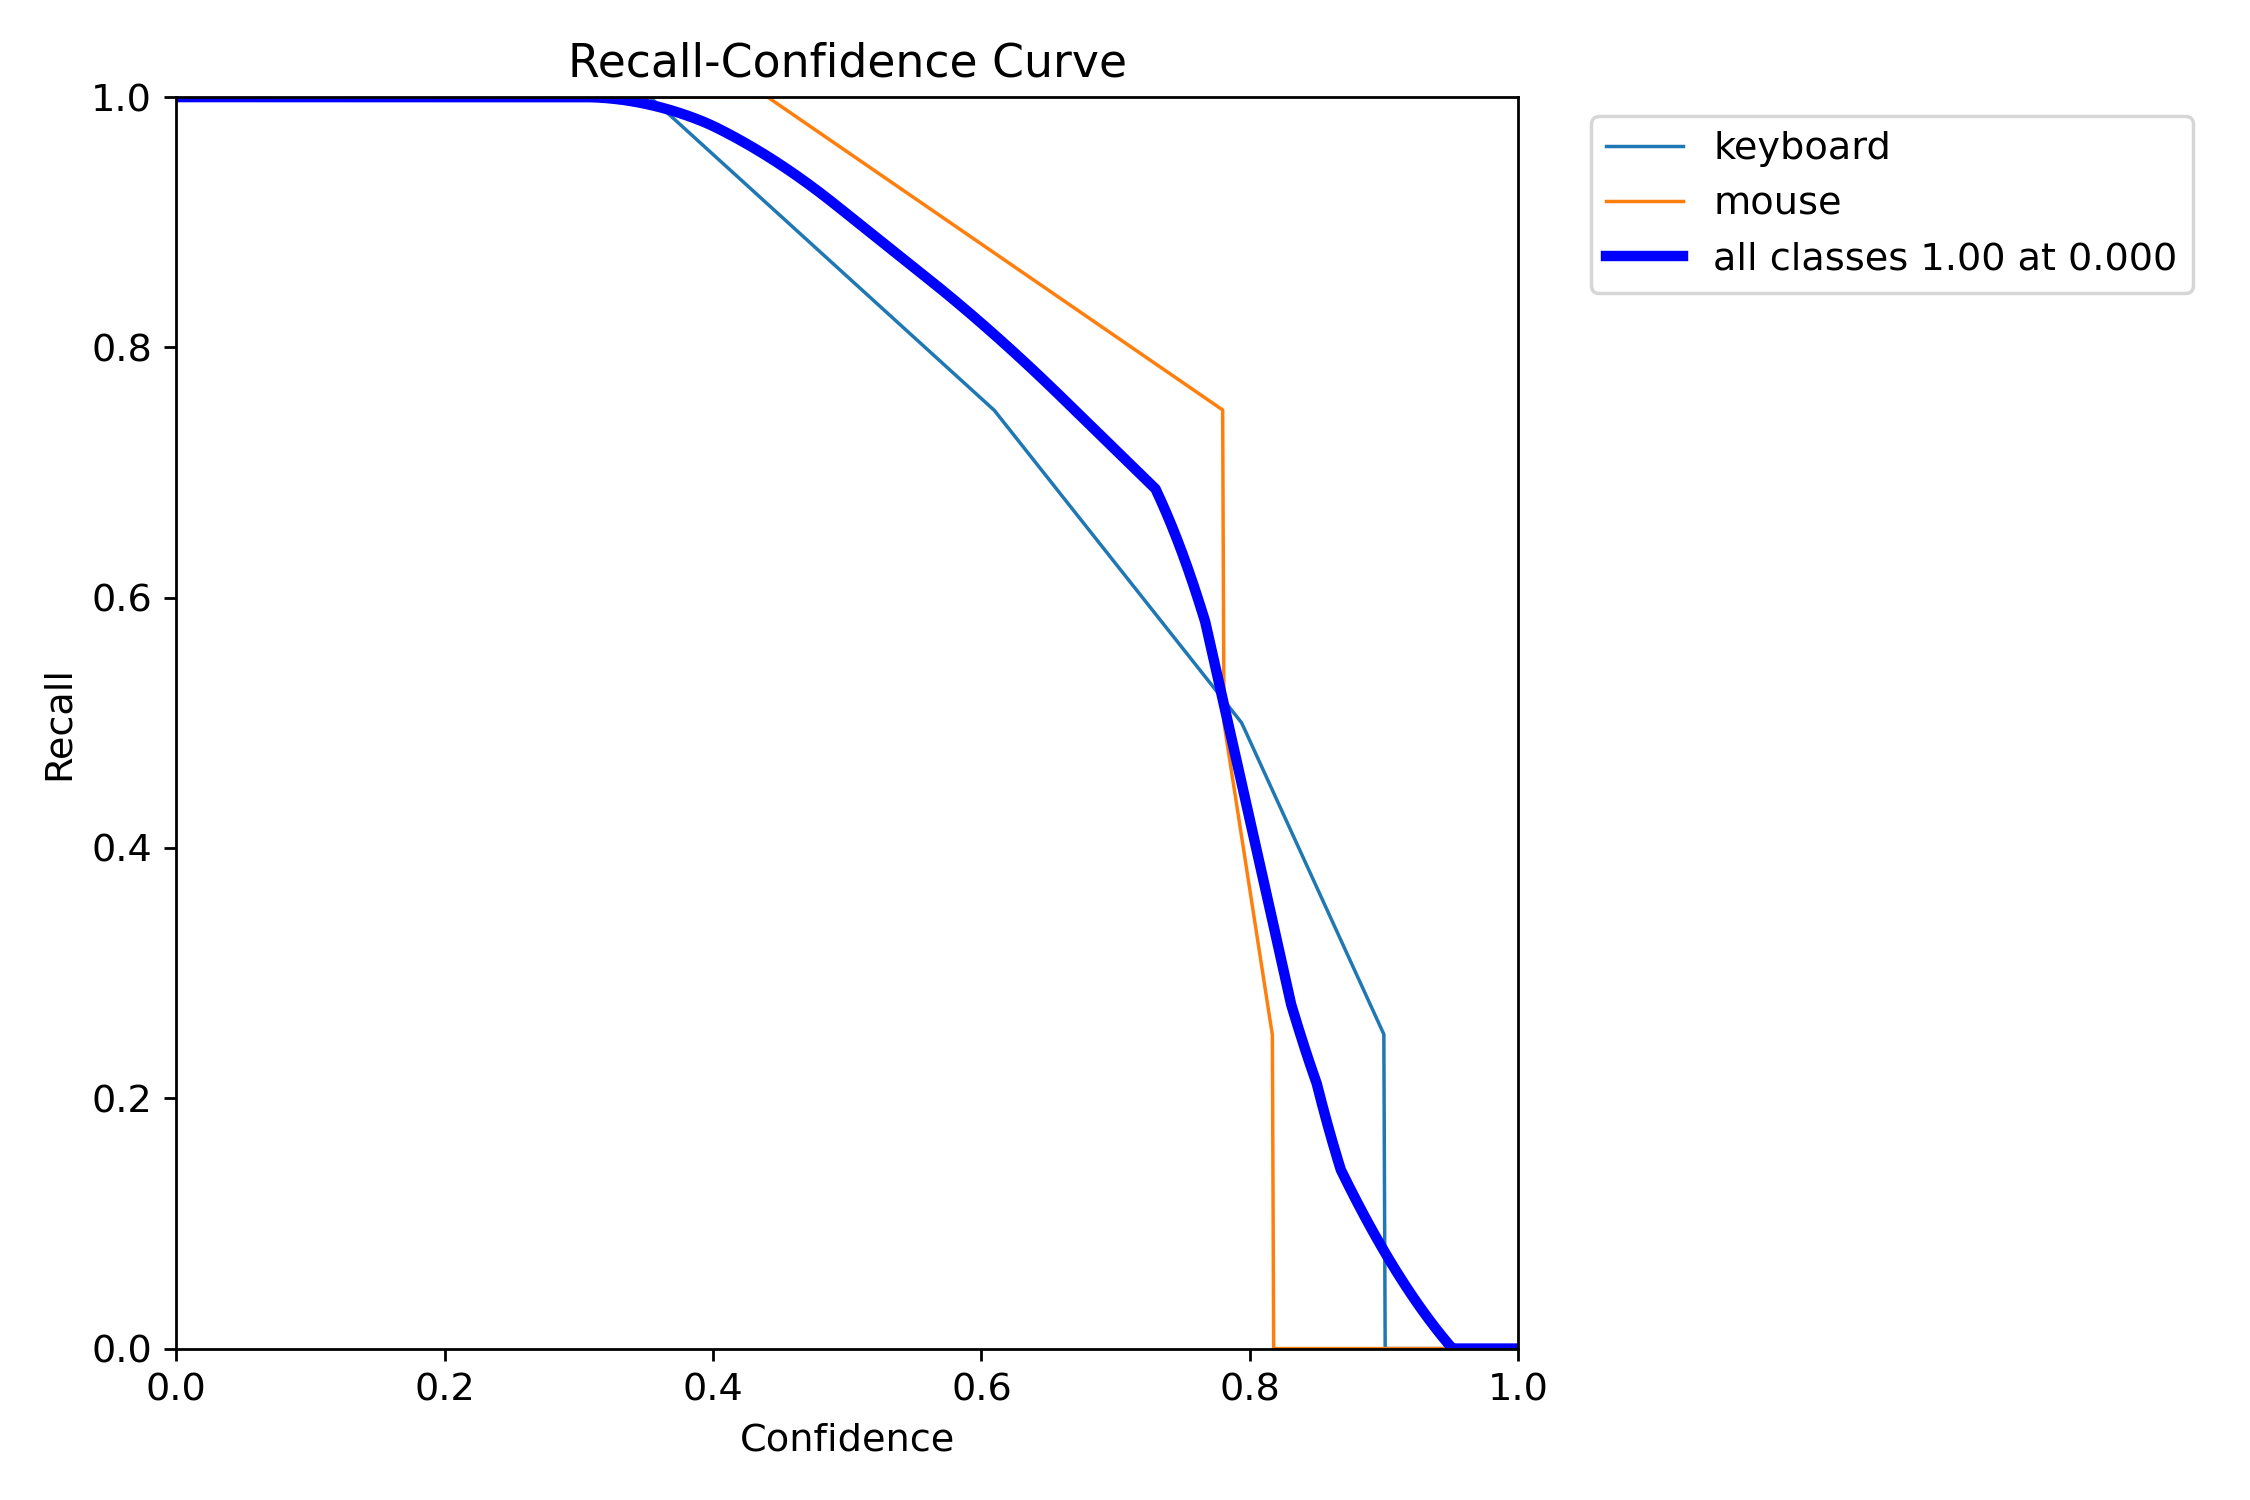 Recall-Confidence Curve
1.0
0.8
0.6
0.4
0.2
0.0
Recall
0.0 0.2 0.4 0.6 0.8 1.0
Confidence
keyboard
mouse
all classes 1.00 at 0.000